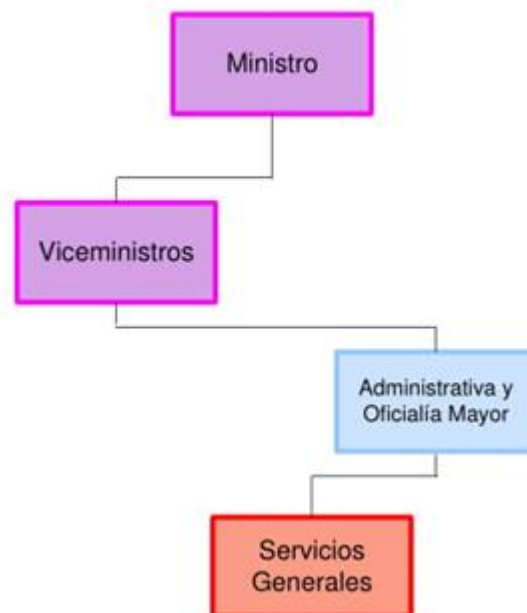 Ministro
Viceministros
Administrativa y
Oficialía Mayor
Servicios
Generales